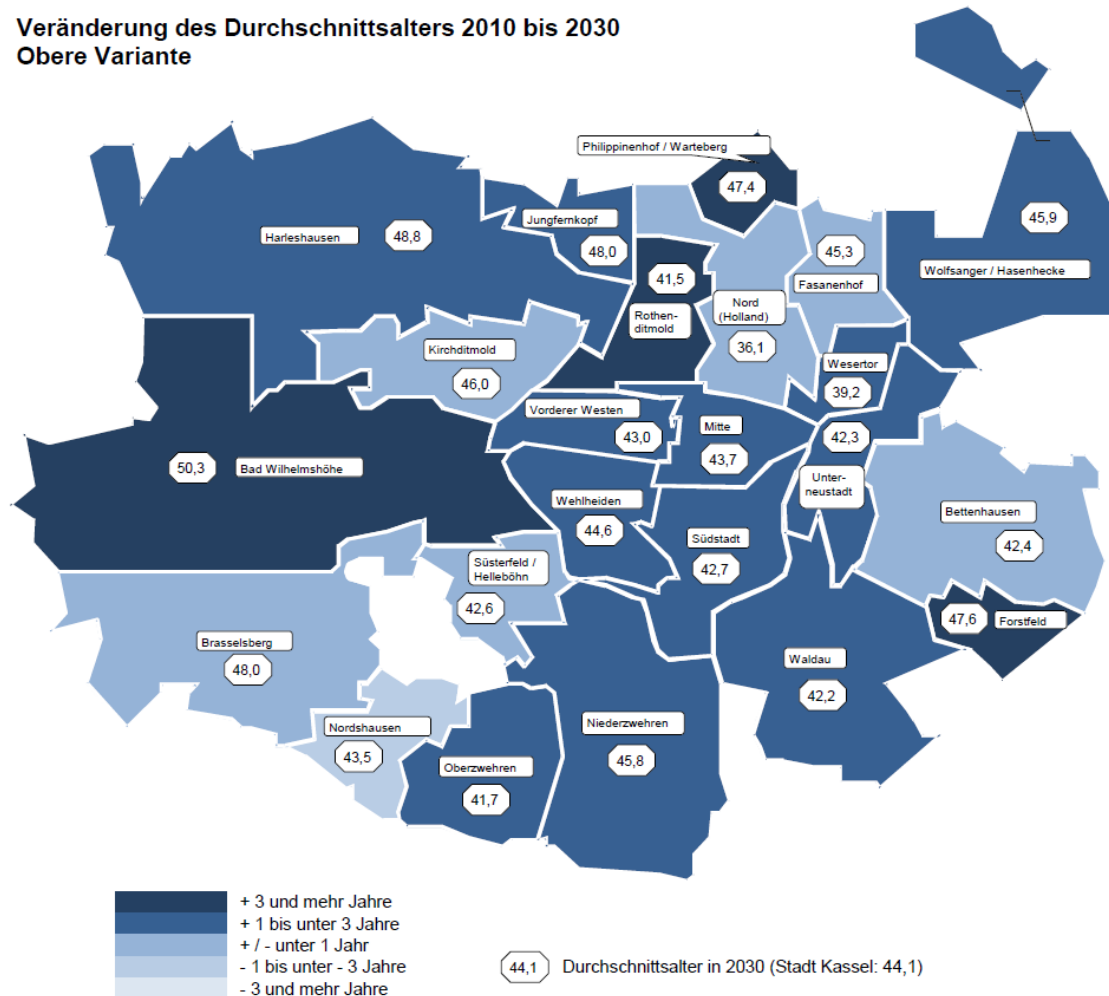 Veränderung des Durchschnittsalters 2010 bis 2030
Obere Variante
Philippinenhof / Warteberg
47,4
Jungfernkopf
48,0
Harleshausen
48,8
45,9
Wolfsanger / Hasenhecke
45,3
Fasanenhof
41,5
Rothen-
ditmold
Nord
(Holland)
36,1
Kirchditmold
46,0
Wesertor
39,2
Vorderer Westen
43,0
Mitte
43,7
42,3
Unter-
neustadt
50,3
Bad Wilhelmshöhe
Wehlheiden
44,6
Südstadt
42,7
Bettenhausen
42,4
Süsterfeld /
Helleböhn
42,6
47,6
Forstfeld
Brasselsberg
48,0
Waldau
42,2
Nordshausen
43,5
Niederzwehren
45,8
Oberzwehren
41,7
+ 3 und mehr Jahre
+ 1 bis unter 3 Jahre
+ / - unter 1 Jahr
- 1 bis unter - 3 Jahre
- 3 und mehr Jahre
44,1 Durchschnittsalter in 2030 (Stadt Kassel: 44,1)